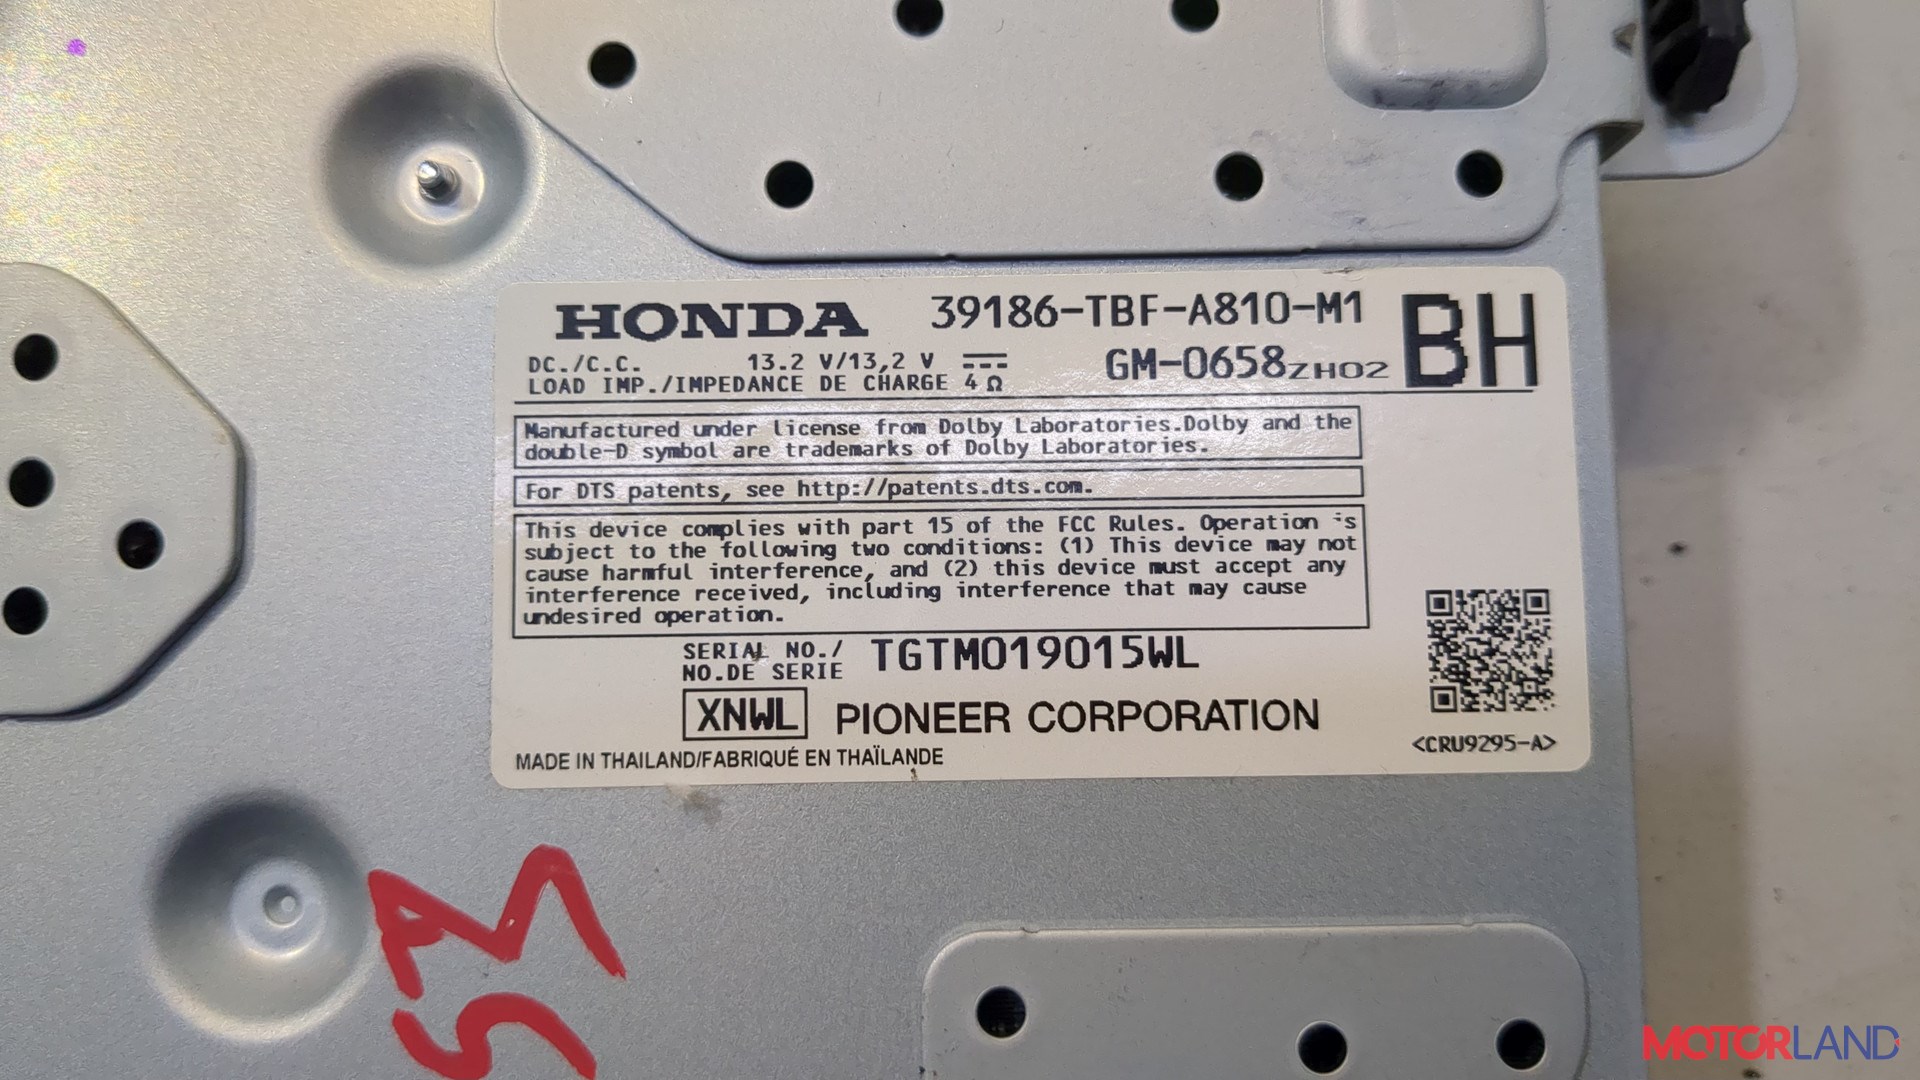 HONDA 39186-TBF-A810-M1 BH
DC./C.C. 13.2 V/13,2 V GM-0658ZH02
LOAD IMP./IMPEDANCE DE CHARGE 4 Ω
Manufactured under license from Dolby Laboratories.Dolby and the
double-D symbol are trademarks of Dolby Laboratories.
For DTS patents, see http://patents.dts.com.
This device complies with part 15 of the FCC Rules. Operation is
subject to the following two conditions: (1) This device may not
cause harmful interference, and (2) this device must accept any
interference received, including interference that may cause
undesired operation.
SERIAL NO./
NO.DE SERIE TGTM019015WL
XNWL PIONEER CORPORATION
<CRU9295-A>
MADE IN THAILAND/FABRIQUÉ EN THAÏLANDE
MOTORLAND